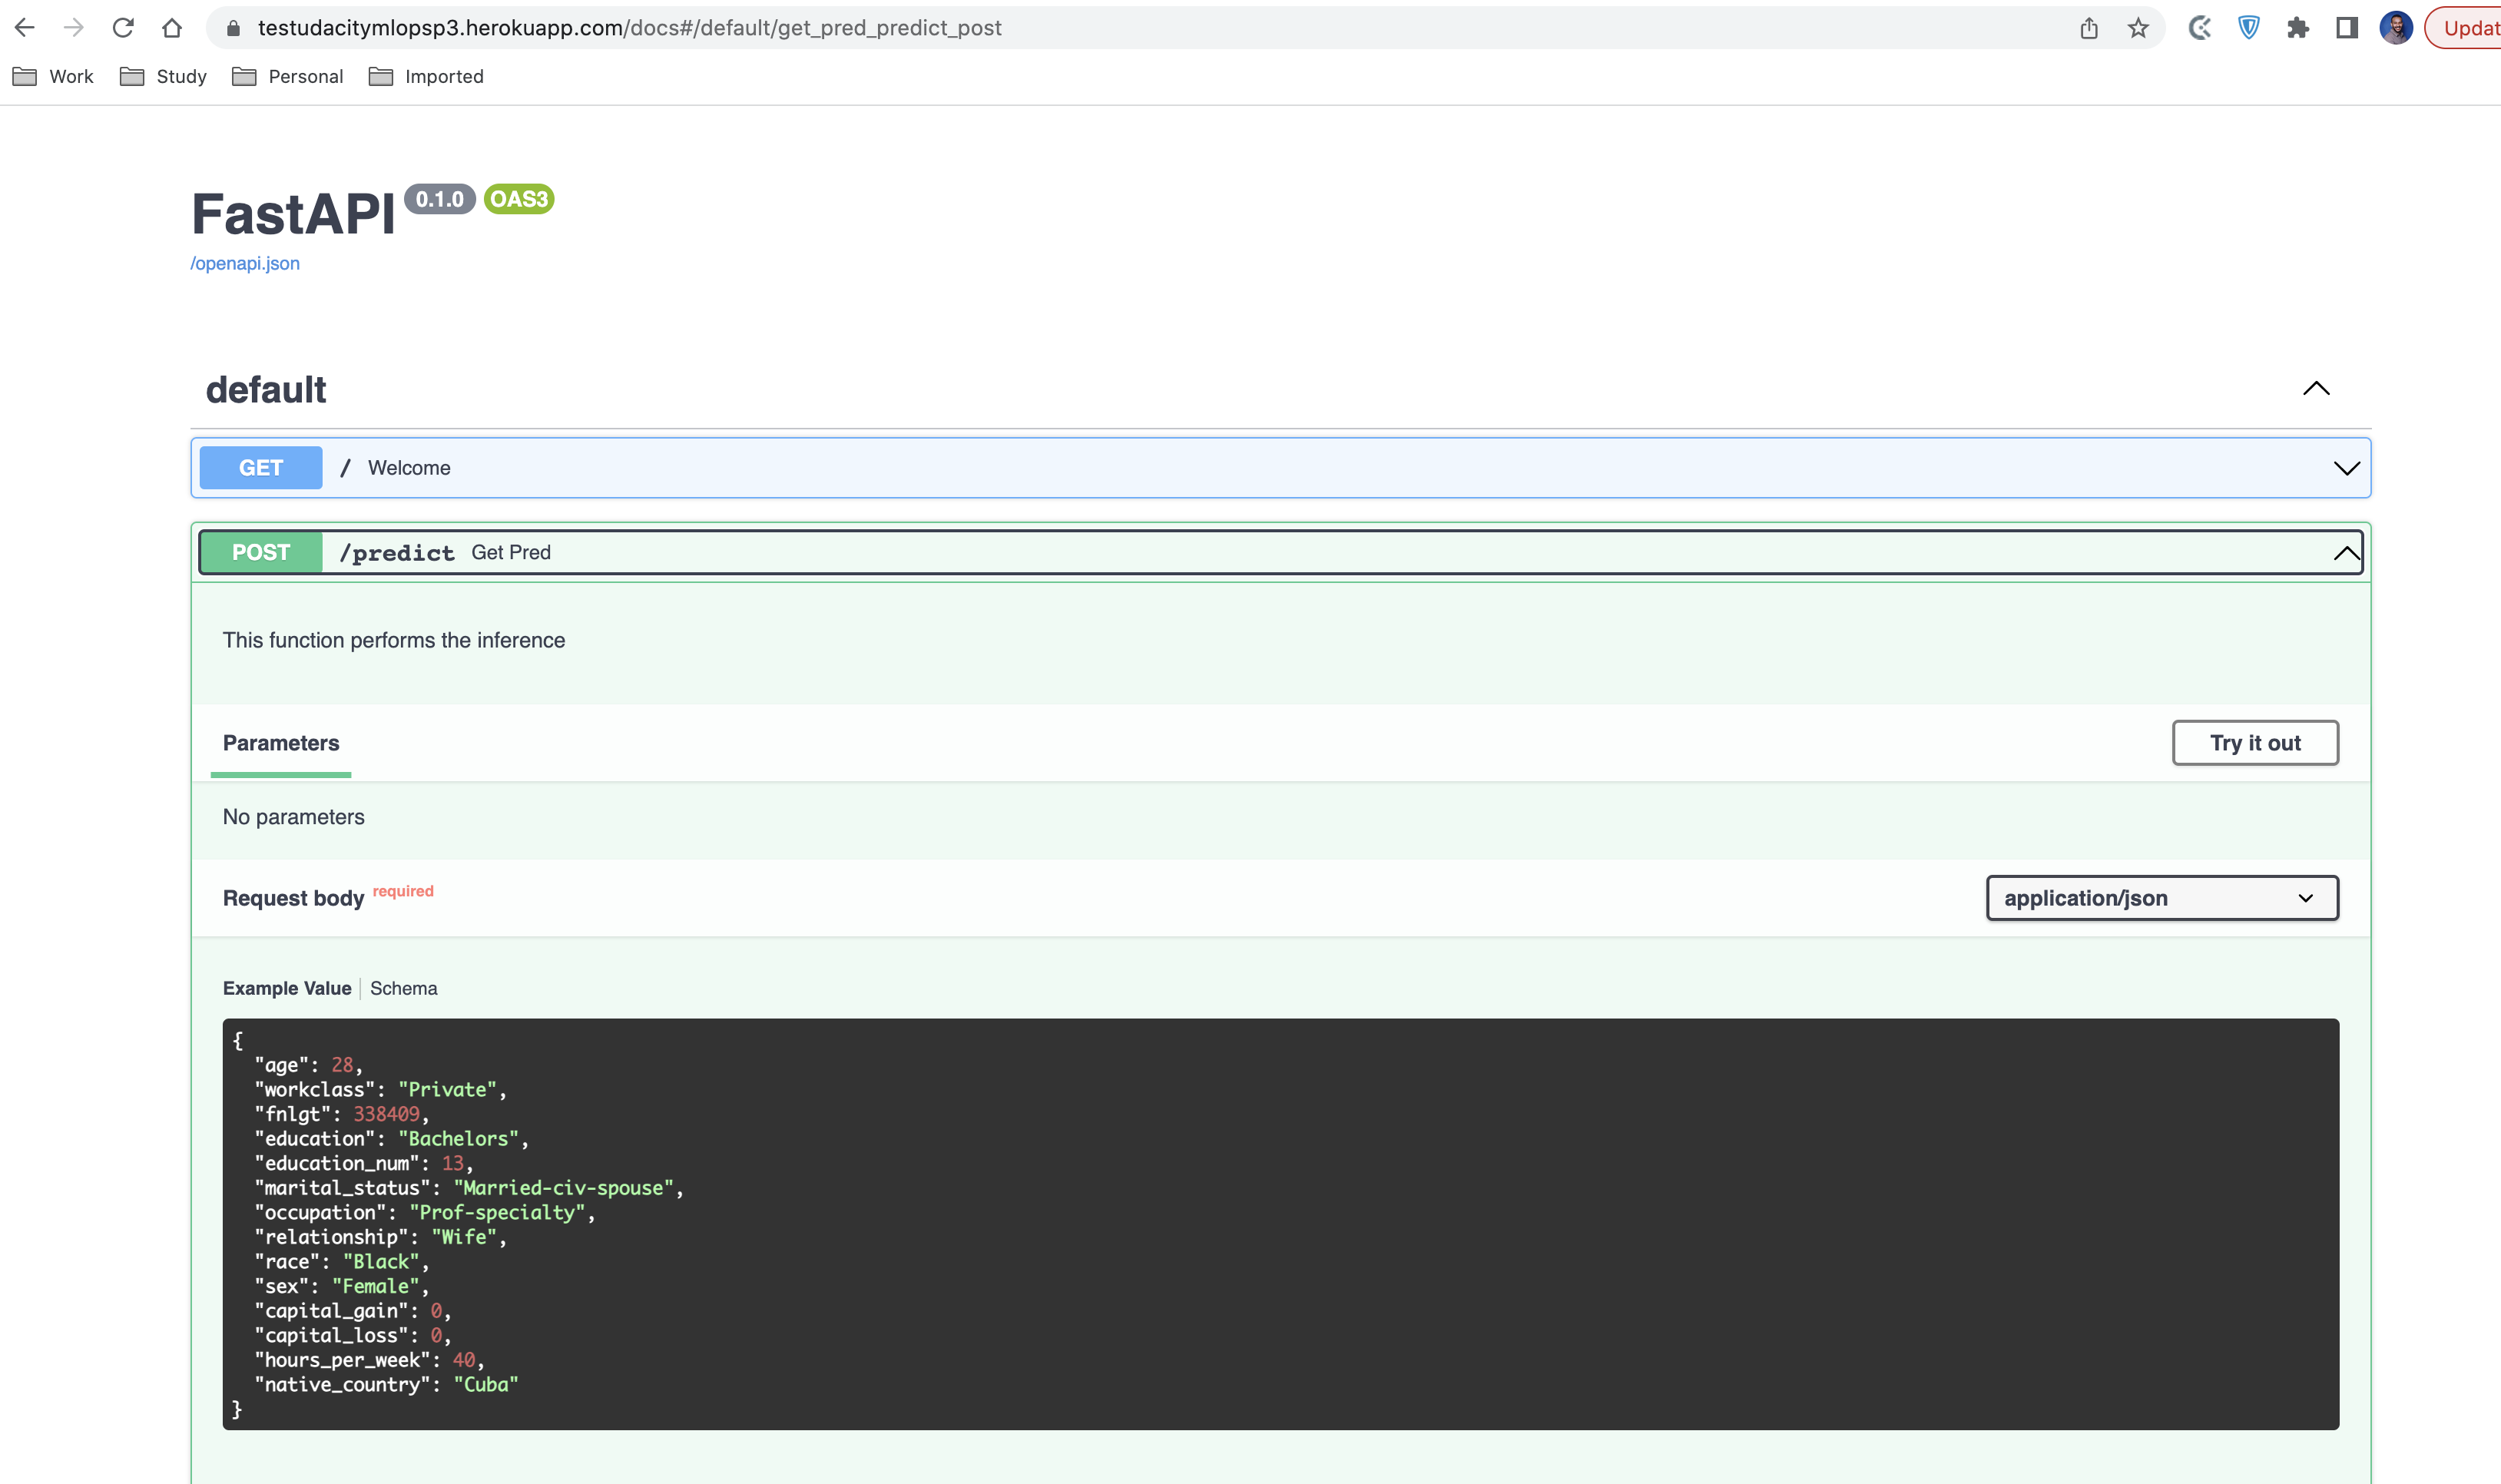 testudacitymlopsp3.herokuapp.com/docs#/default/get_pred_predict_post
Updat
Work Study Personal Imported
FastAPI 0.1.0 OAS3
/openapi.json
default
GET / Welcome
POST /predict Get Pred
This function performs the inference
Parameters Try it out
No parameters
Request body required application/json
Example Value Schema
{
"age": 28,
"workclass": "Private",
"fnlgt": 338409,
"education": "Bachelors",
"education_num": 13,
"marital_status": "Married-civ-spouse",
"occupation": "Prof-specialty",
"relationship": "Wife",
"race": "Black",
"sex": "Female",
"capital_gain": 0,
"capital_loss": 0,
"hours_per_week": 40,
"native_country": "Cuba"
}